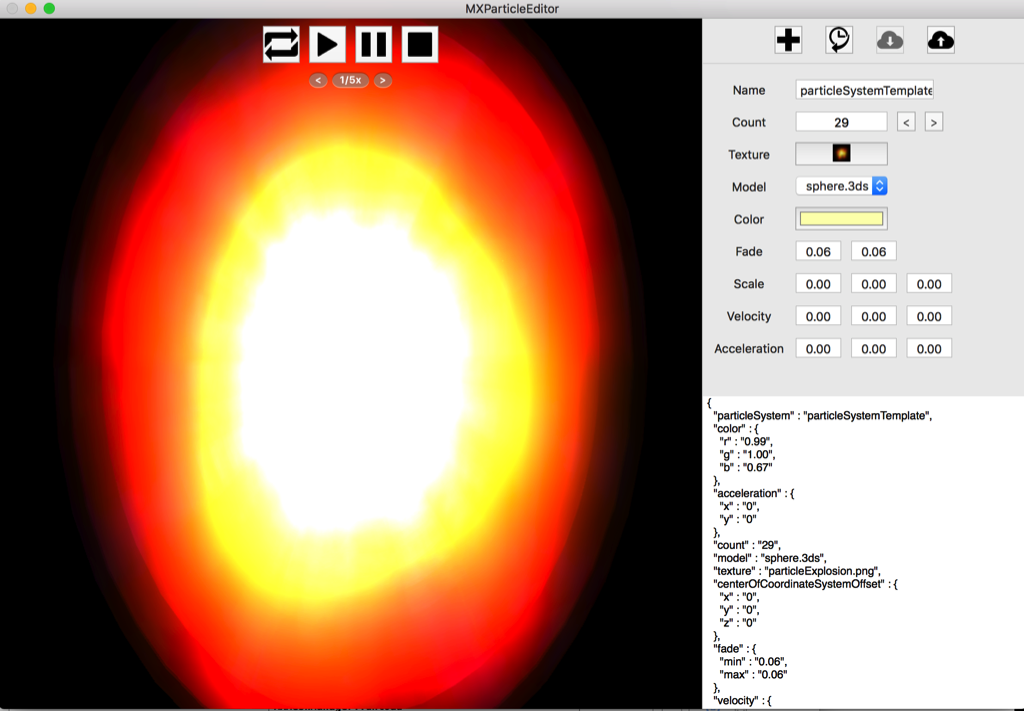 MXParticleEditor
< 1/5x >
Name particleSystemTemplate
Count 29 < >
Texture
Model sphere.3ds
Color
Fade 0.06 0.06
Scale 0.00 0.00 0.00
Velocity 0.00 0.00 0.00
Acceleration 0.00 0.00 0.00
{
"particleSystem" : "particleSystemTemplate",
"color" : {
"r" : "0.99",
"g" : "1.00",
"b" : "0.67"
},
"acceleration" : {
"x" : "0",
"y" : "0"
},
"count" : "29",
"model" : "sphere.3ds",
"texture" : "particleExplosion.png",
"centerOfCoordinateSystemOffset" : {
"x" : "0",
"y" : "0",
"z" : "0"
},
"fade" : {
"min" : "0.06",
"max" : "0.06"
},
"velocity" : {